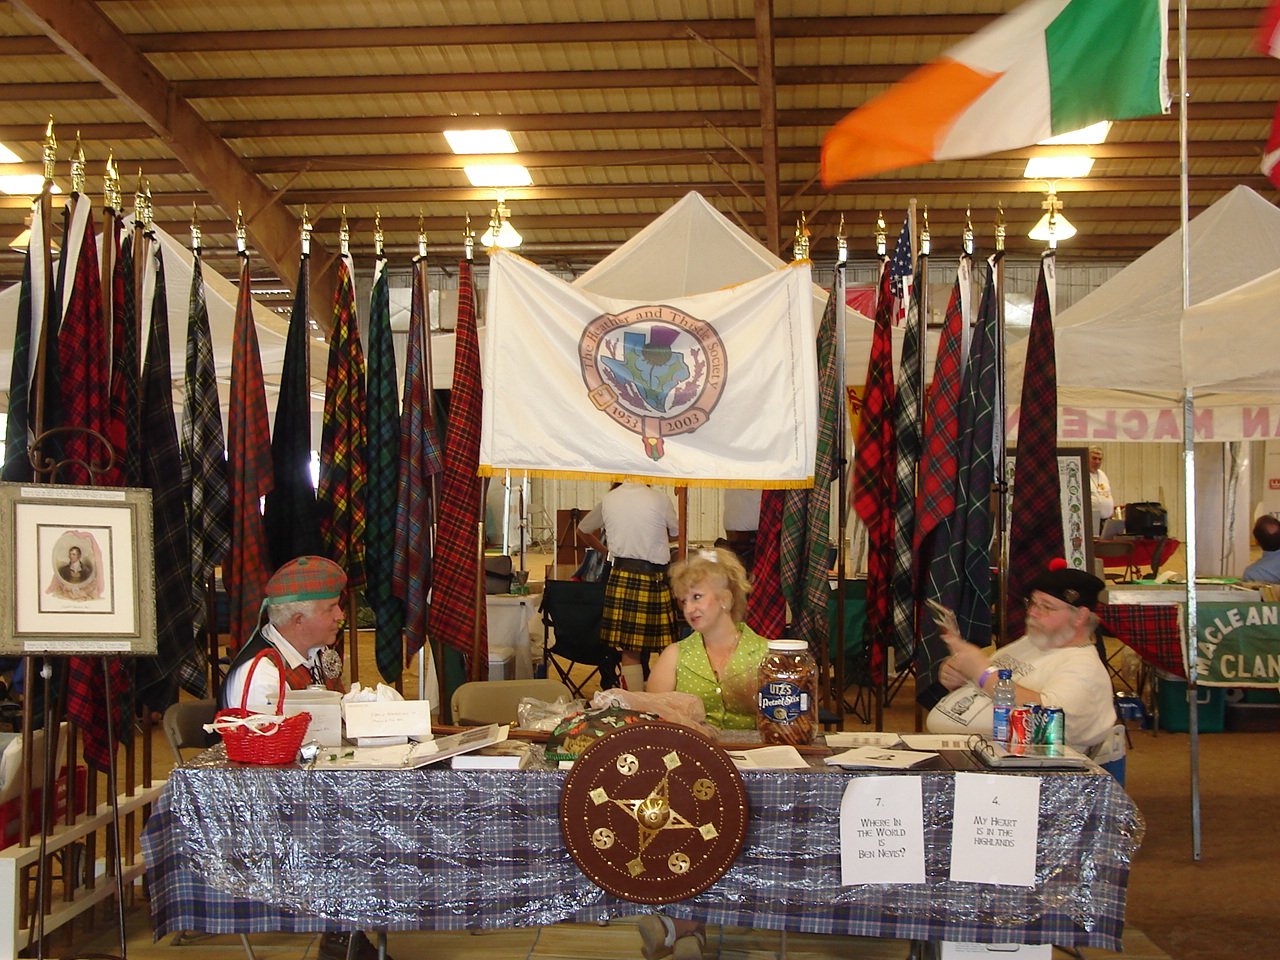 The Heather and Thistle Society
1953 2003
AN MACLEAN
MACLEAN
CLAN
UTZ'S
Pretzel Stix
7.
WHERE IN
THE WORLD
IS
BEN NEVIS?
4.
MY HEART
IS IN THE
HIGHLANDS